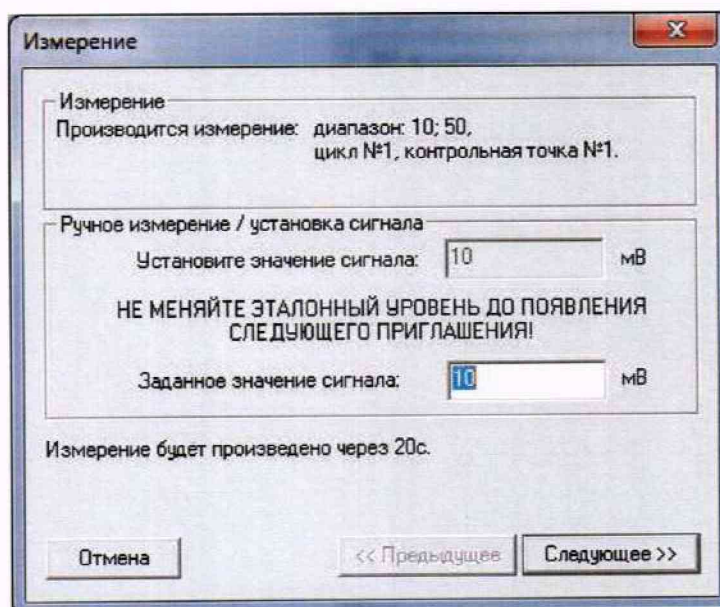 Измерение
Измерение
Производится измерение: диапазон: 10; 50,
цикл №1, контрольная точка №1.
Ручное измерение / установка сигнала
Установите значение сигнала: 10 мВ
НЕ МЕНЯЙТЕ ЭТАЛОННЫЙ УРОВЕНЬ ДО ПОЯВЛЕНИЯ
СЛЕДУЮЩЕГО ПРИГЛАШЕНИЯ!
Заданное значение сигнала: 10 мВ
Измерение будет произведено через 20с.
Отмена << Предыдущее Следующее >>